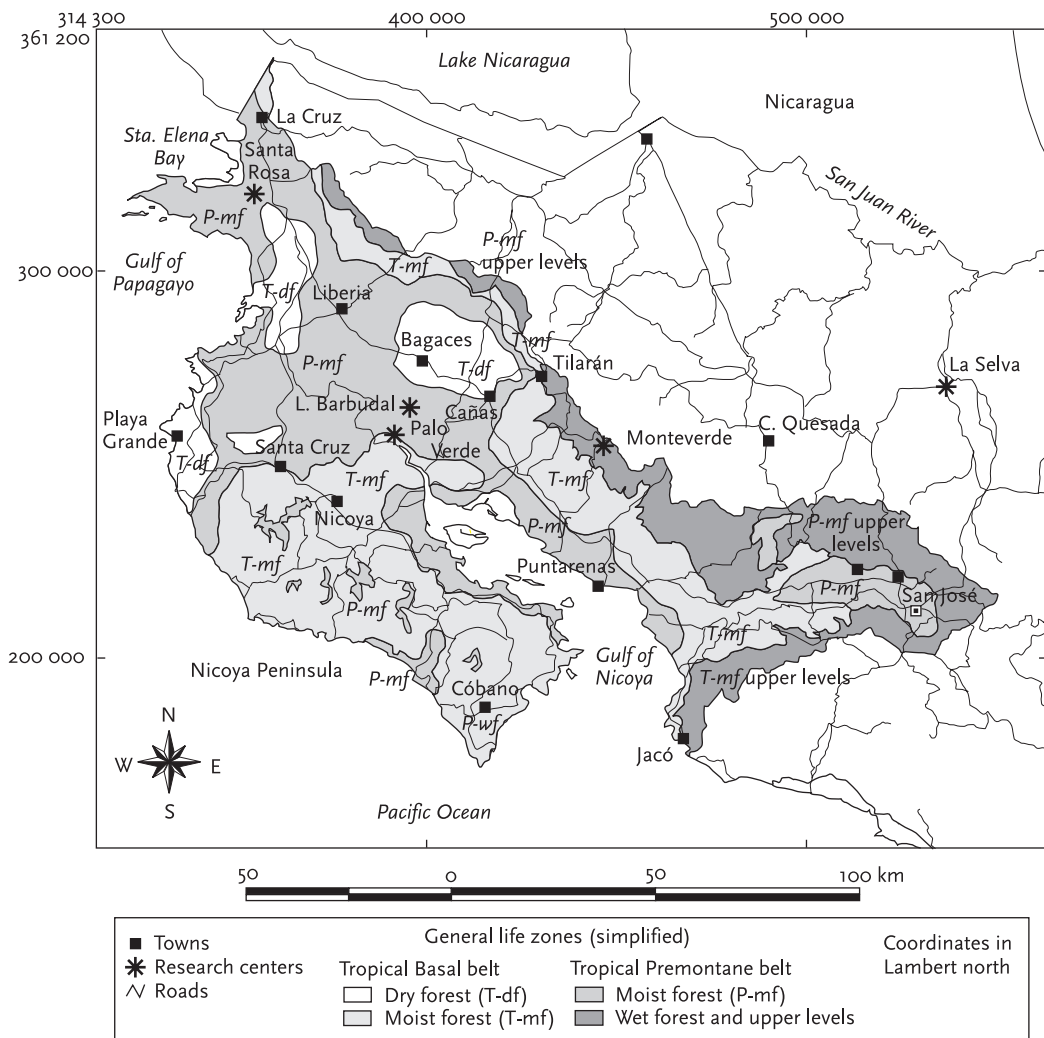 314 300
400 000
500 000
361 200
Lake Nicaragua
Nicaragua
La Cruz
Sta. Elena
Bay
Santa
Rosa
San Juan River
P-mf
P-mf
upper levels
Gulf of
Papagayo
300 000
T-mf
T-df
Liberia
T-mf
Bagaces
Tilarán
P-mf
T-df
La Selva
L. Barbudal
Cañas
Playa
Grande
Palo
Verde
C. Quesada
Monteverde
Santa Cruz
T-df
T-mf
T-mf
Nicoya
P-mf
P-mf upper
levels
T-mf
Puntarenas
P-mf
San José
P-mf
T-mf
200 000
Nicoya Peninsula
P-mf
Gulf of
Nicoya
T-mf upper levels
Cóbano
P-wf
N
W
E
S
Jacó
Pacific Ocean
50
0
50
100 km
Towns
Research centers
Roads
General life zones (simplified)
Tropical Basal belt
Dry forest (T-df)
Moist forest (T-mf)
Tropical Premontane belt
Moist forest (P-mf)
Wet forest and upper levels
Coordinates in
Lambert north